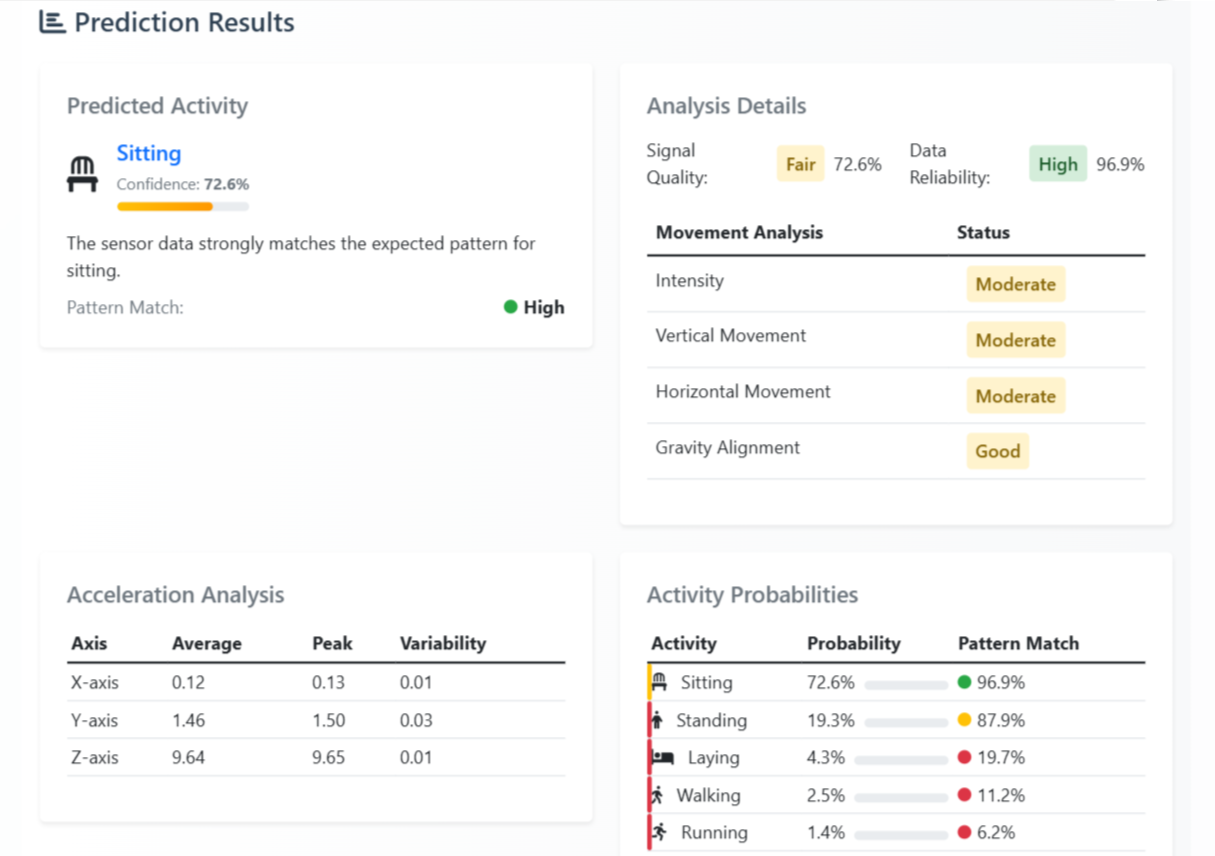 Prediction Results
Predicted Activity
Sitting
Confidence: 72.6%
The sensor data strongly matches the expected pattern for
sitting.
Pattern Match: High
Analysis Details
Signal
Quality: Fair 72.6% Data
Reliability: High 96.9%
Movement Analysis Status
Intensity Moderate
Vertical Movement Moderate
Horizontal Movement Moderate
Gravity Alignment Good
Acceleration Analysis
Axis Average Peak Variability
X-axis 0.12 0.13 0.01
Y-axis 1.46 1.50 0.03
Z-axis 9.64 9.65 0.01
Activity Probabilities
Activity Probability Pattern Match
Sitting 72.6% 96.9%
Standing 19.3% 87.9%
Laying 4.3% 19.7%
Walking 2.5% 11.2%
Running 1.4% 6.2%